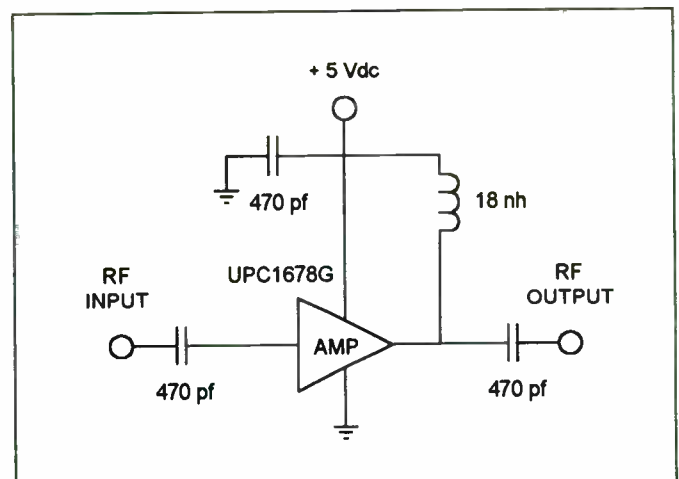 + 5 Vdc
470 pf
18 nh
UPC1678G
RF
INPUT
RF
OUTPUT
AMP
470 pf
470 pf